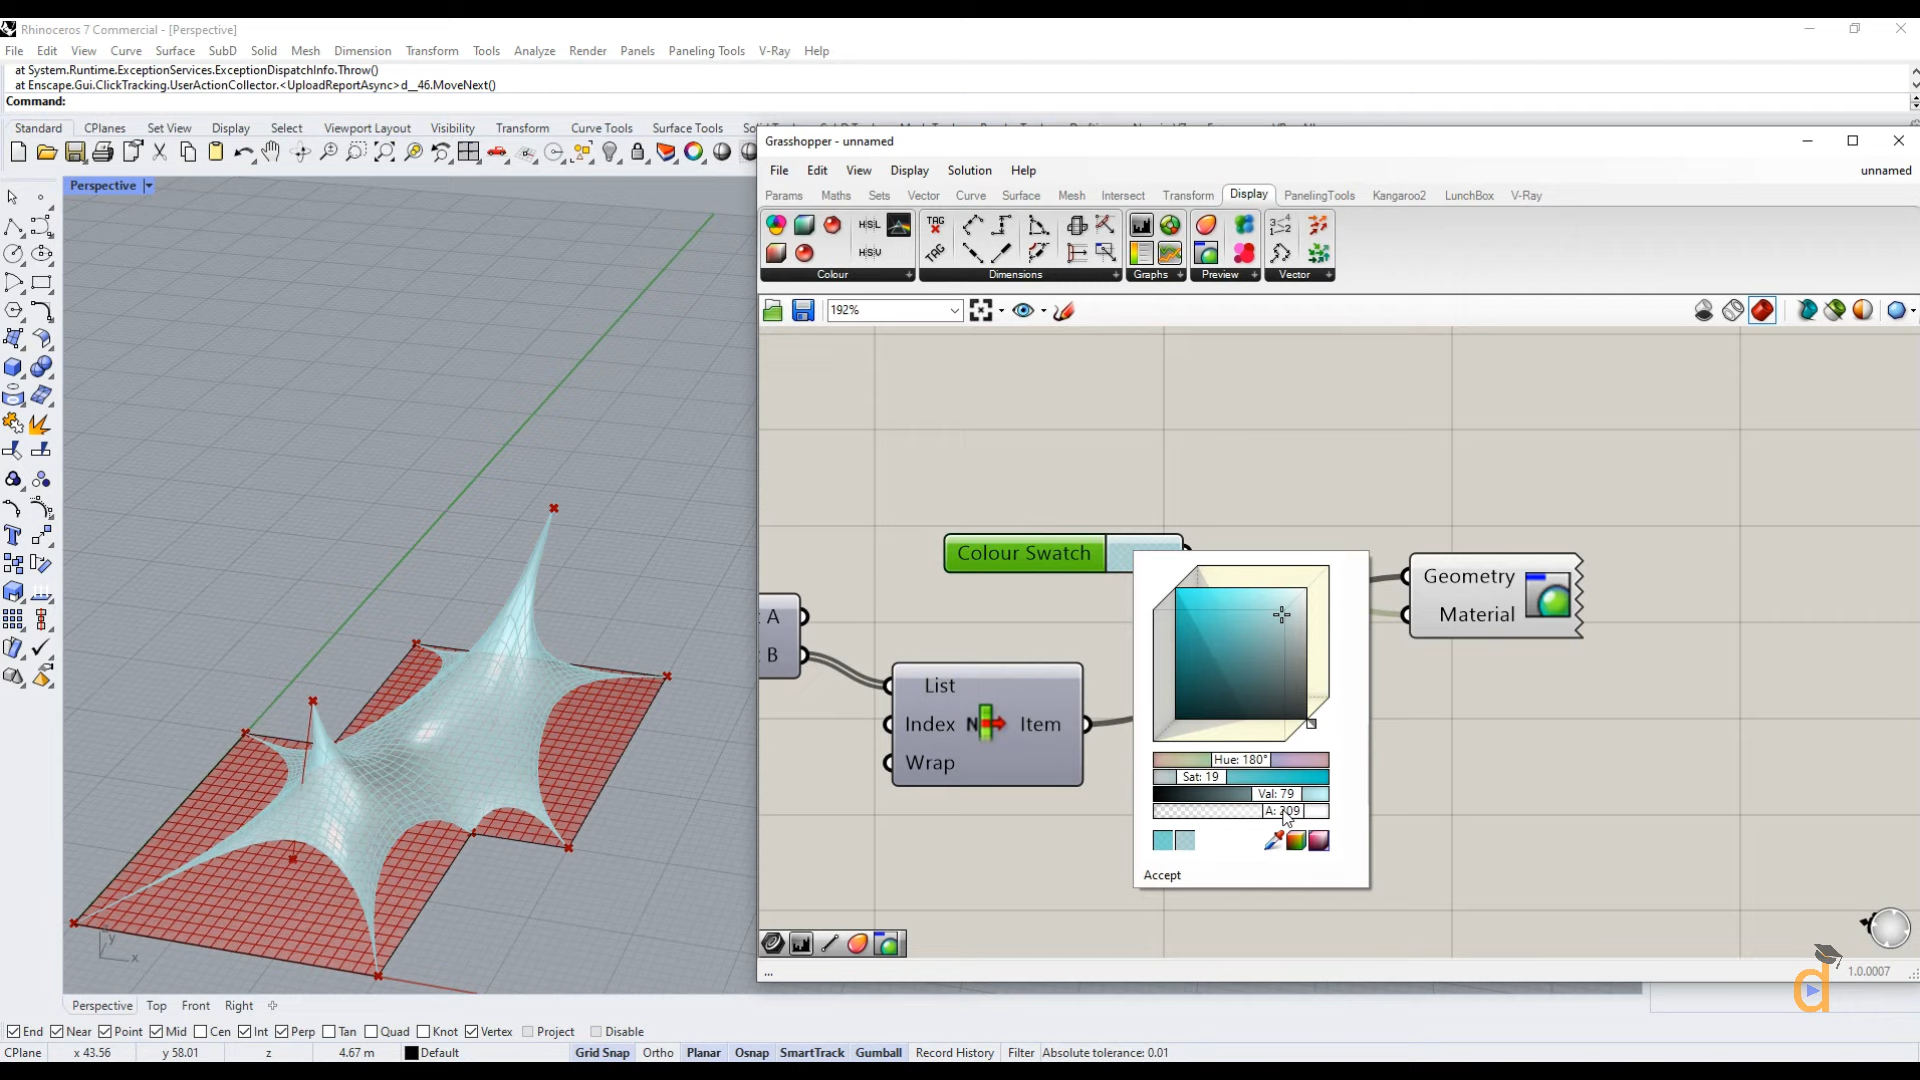 Rhinoceros 7 Commercial - [Perspective]
File Edit View Curve Surface SubD Solid Mesh Dimension Transform Tools Analyze Render Panels Paneling Tools V-Ray Help
at System.Runtime.ExceptionServices.ExceptionDispatchInfo.Throw()
at Enscape.Gui.ClickTracking.UserActionCollector.<UploadReportAsync>d__46.MoveNext()
Command:
Standard CPlanes Set View Display Select Viewport Layout Visibility Transform Curve Tools Surface Tools
Perspective
Grasshopper - unnamed
File Edit View Display Solution Help unnamed
Params Maths Sets Vector Curve Surface Mesh Intersect Transform Display PanelingTools Kangaroo2 LunchBox V-Ray
HSL TAG
HSV TAG
Colour Dimensions Graphs Preview Vector
192%
Colour Swatch
Geometry
Material
A
B
List
Index N Item
Wrap
Hue: 180°
Sat: 19
Val: 79
A: 209
Accept
y
x
...
1.0.0007
d
Perspective Top Front Right
End Near Point Mid Cen Int Perp Tan Quad Knot Vertex Project Disable
CPlane x 43.56 y 58.01 z 4.67 m Default Grid Snap Ortho Planar Osnap SmartTrack Gumball Record History Filter Absolute tolerance: 0.01